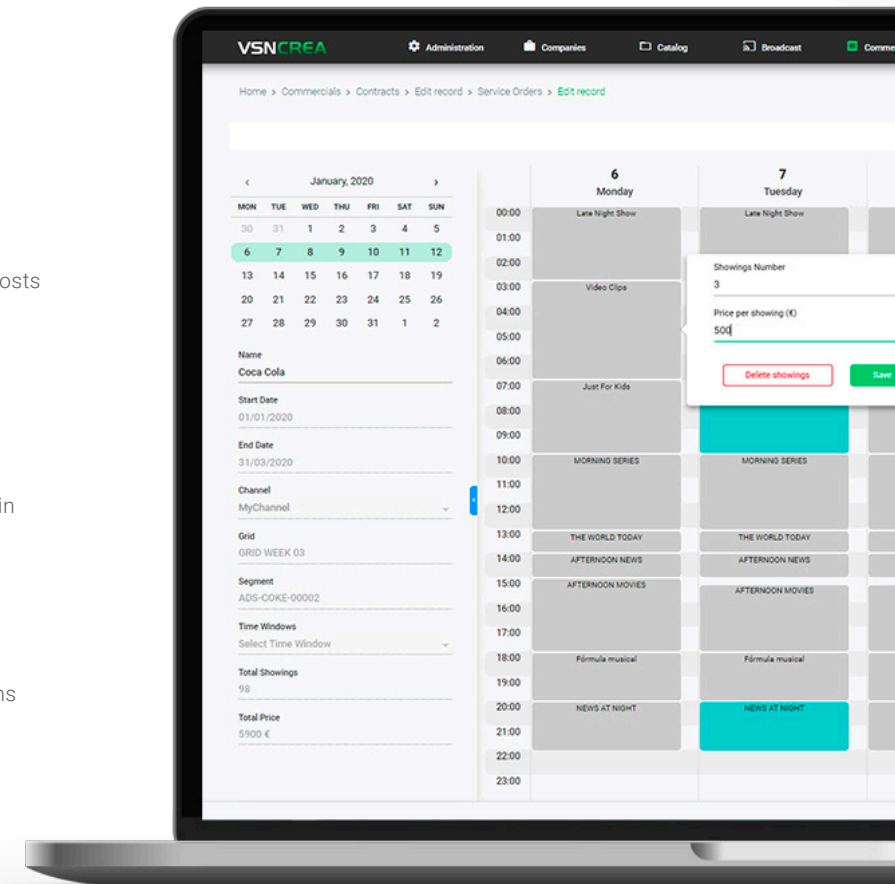 VSNCREA
Administration
Companies
Catalog
Broadcast
Comme
Home > Commercials > Contracts > Edit record > Service Orders > Edit record
osts
in
ns
‹ January, 2020 ›
MON TUE WED THU FRI SAT SUN
30 31 1 2 3 4 5
6 7 8 9 10 11 12
13 14 15 16 17 18 19
20 21 22 23 24 25 26
27 28 29 30 31 1 2
Name
Coca Cola
Start Date
01/01/2020
End Date
31/03/2020
Channel
MyChannel
Grid
GRID WEEK 03
Segment
ADS-COKE-00002
Time Windows
Select Time Window
Total Showings
98
Total Price
5900 €
6
Monday
7
Tuesday
00:00
01:00
02:00
03:00
04:00
05:00
06:00
07:00
08:00
09:00
10:00
11:00
12:00
13:00
14:00
15:00
16:00
17:00
18:00
19:00
20:00
21:00
22:00
23:00
Late Night Show
Video Clips
Just For Kids
MORNING SERIES
THE WORLD TODAY
AFTERNOON NEWS
AFTERNOON MOVIES
Fórmula musical
NEWS AT NIGHT
Late Night Show
Showings Number
3
Price per showing (€)
500
Delete showings
Save
MORNING SERIES
THE WORLD TODAY
AFTERNOON NEWS
AFTERNOON MOVIES
Fórmula musical
NEWS AT NIGHT